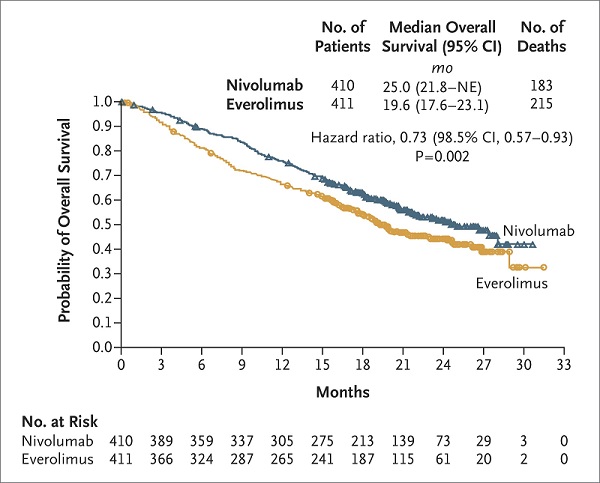 No. of Patients Median Overall Survival (95% CI) No. of Deaths
mo
Nivolumab 410 25.0 (21.8–NE) 183
Everolimus 411 19.6 (17.6–23.1) 215
Hazard ratio, 0.73 (98.5% CI, 0.57–0.93)
P=0.002
Probability of Overall Survival
1.0
0.9
0.8
0.7
0.6
0.5
0.4
0.3
0.2
0.1
0.0
Nivolumab
Everolimus
0 3 6 9 12 15 18 21 24 27 30 33
Months
No. at Risk
Nivolumab 410 389 359 337 305 275 213 139 73 29 3 0
Everolimus 411 366 324 287 265 241 187 115 61 20 2 0